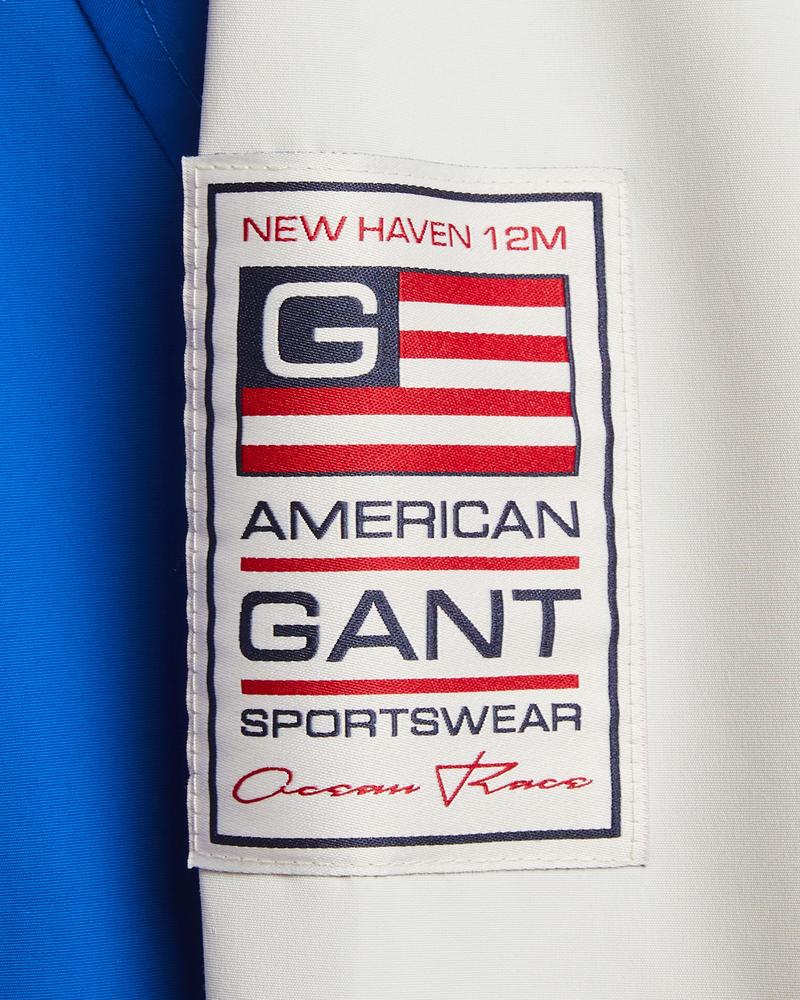 NEW HAVEN 12M
G
AMERICAN
GANT
SPORTSWEAR
Ocean Race